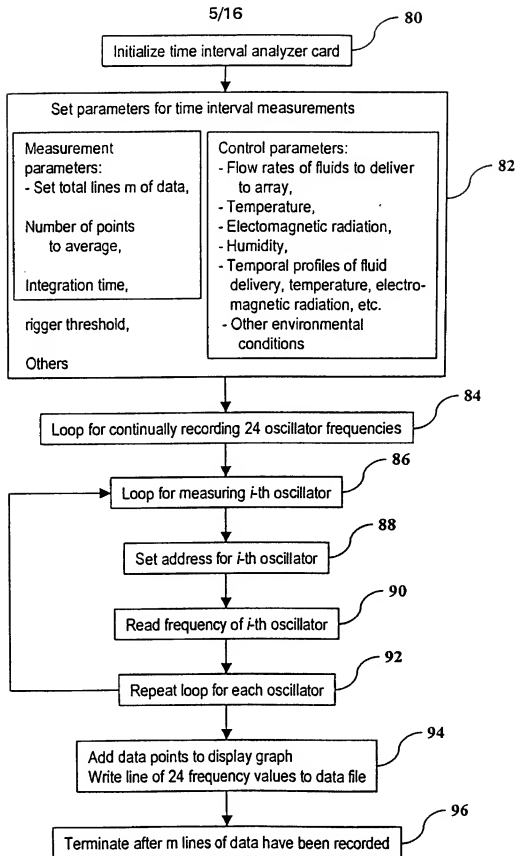 5/16
80
Initialize time interval analyzer card
Set parameters for time interval measurements
82
Measurement
parameters:
- Set total lines m of data,
Number of points
to average,
Integration time,
rigger threshold,
Others
Control parameters:
- Flow rates of fluids to deliver
to array,
- Temperature,
- Electomagnetic radiation,
- Humidity,
- Temporal profiles of fluid
delivery, temperature, electro-
magnetic radiation, etc.
- Other environmental
conditions
84
Loop for continually recording 24 oscillator frequencies
86
Loop for measuring i-th oscillator
88
Set address for i-th oscillator
90
Read frequency of i-th oscillator
92
Repeat loop for each oscillator
94
Add data points to display graph
Write line of 24 frequency values to data file
96
Terminate after m lines of data have been recorded